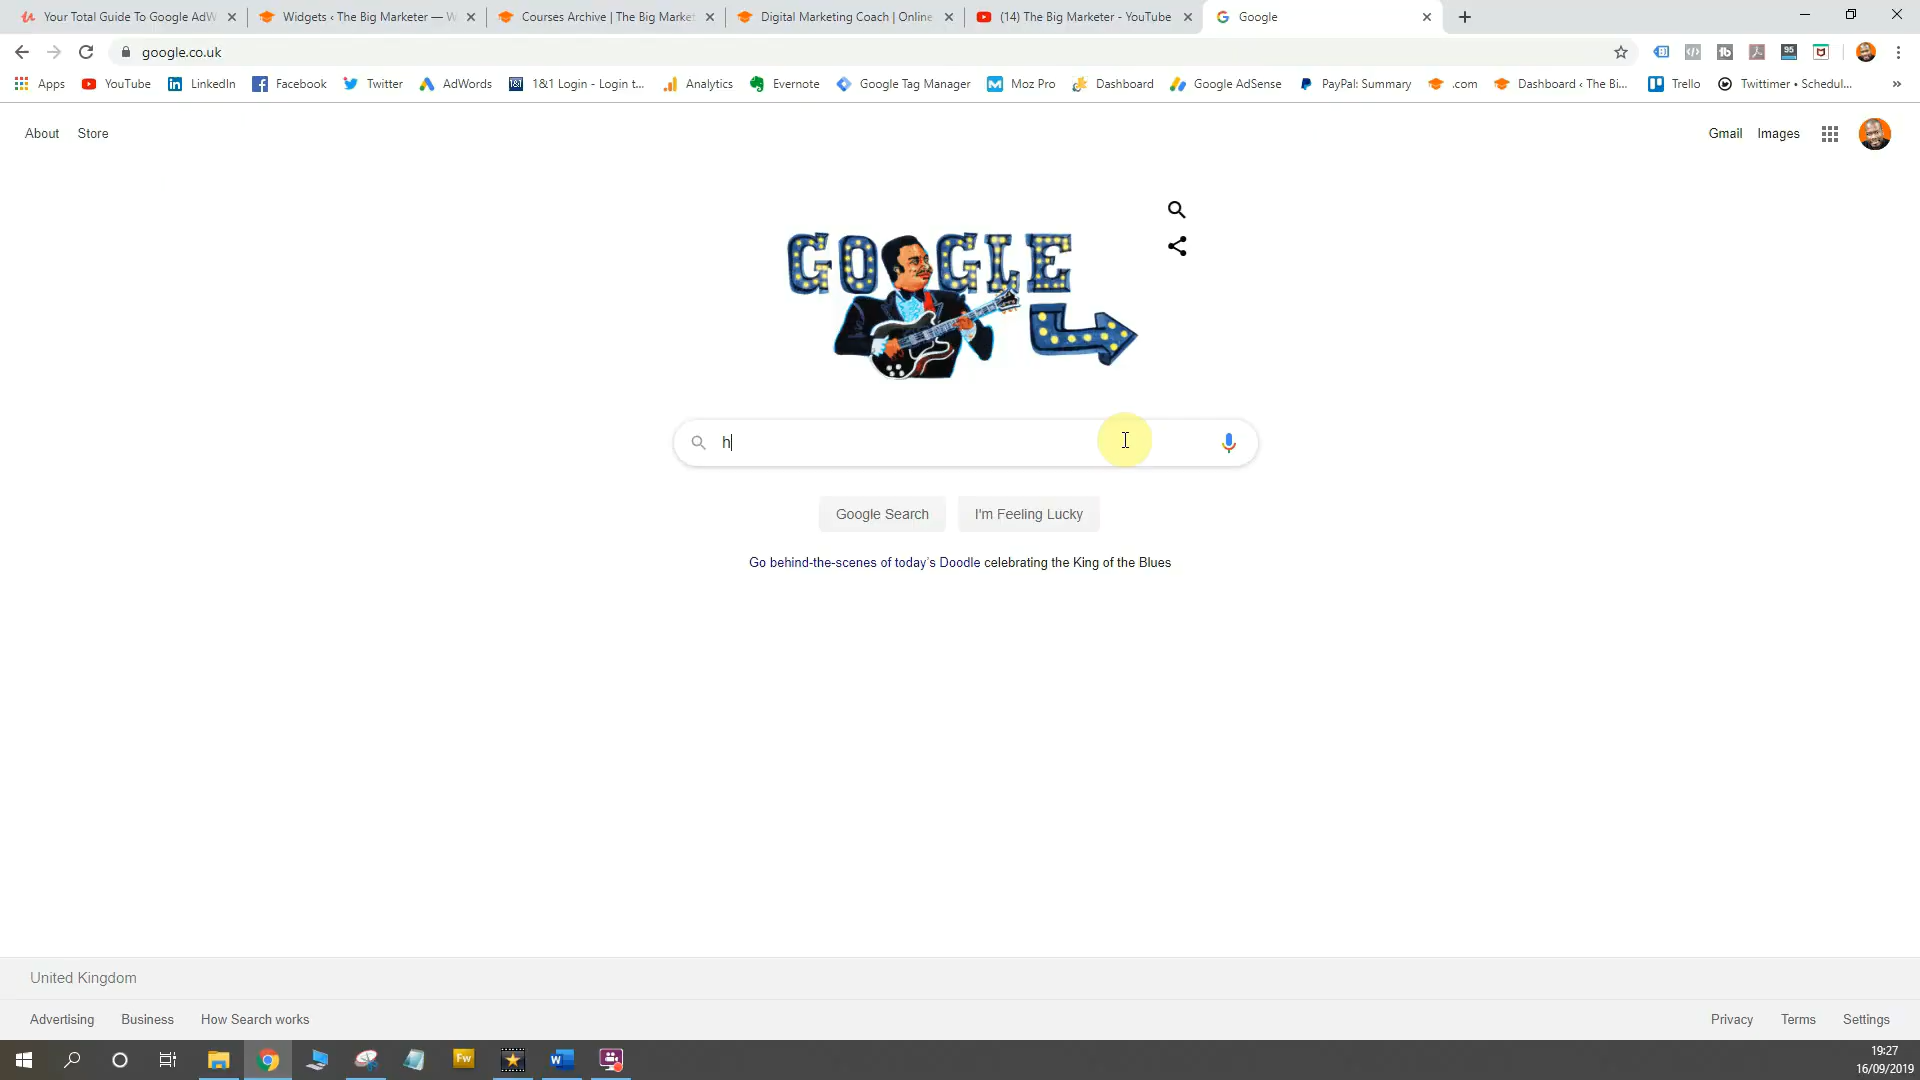 Your Total Guide To Google AdW
Widgets ‹ The Big Marketer — W
Courses Archive | The Big Market
Digital Marketing Coach | Online
(14) The Big Marketer - YouTube
Google
google.co.uk
95
Apps
YouTube
LinkedIn
Facebook
Twitter
AdWords
1&1 Login - Login t...
Analytics
Evernote
Google Tag Manager
Moz Pro
Dashboard
Google AdSense
PayPal: Summary
.com
Dashboard ‹ The Bi...
Trello
Twittimer • Schedul...
»
About Store
Gmail Images
GOOGLE
h
Google Search
I'm Feeling Lucky
Go behind-the-scenes of today's Doodle celebrating the King of the Blues
United Kingdom
Advertising Business How Search works
Privacy Terms Settings
Fw
W
19:27
16/09/2019